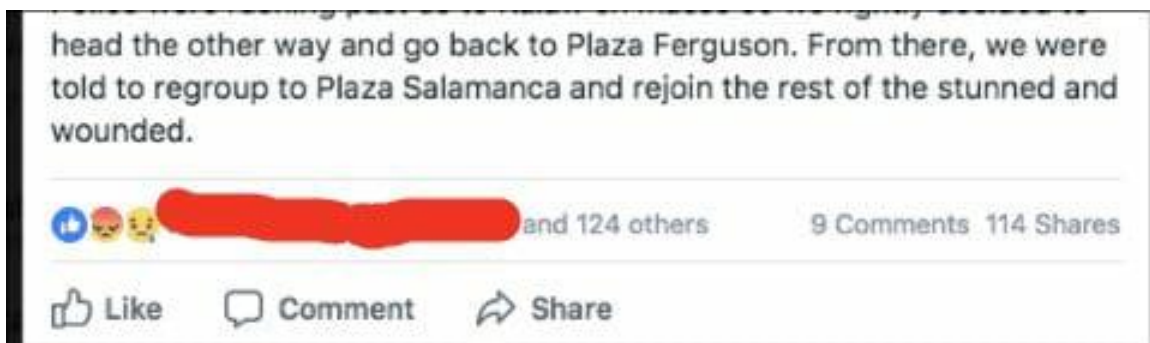 head the other way and go back to Plaza Ferguson. From there, we were
told to regroup to Plaza Salamanca and rejoin the rest of the stunned and
wounded.
and 124 others 9 Comments 114 Shares
Like Comment Share